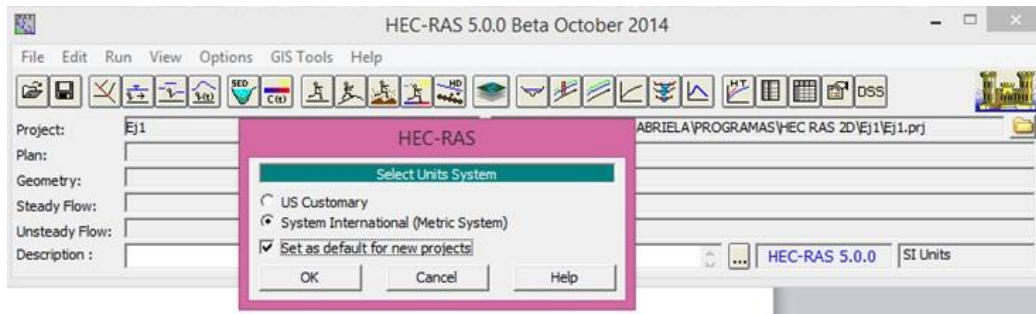 HEC-RAS 5.0.0 Beta October 2014
File Edit Run View Options GIS Tools Help
SED C(t) HD HT DSS
Project: Ej1 ABRIELA\PROGRAMAS\HEC RAS 2D\Ej1\Ej1.prj
Plan:
Geometry:
Steady Flow:
Unsteady Flow:
Description : ... HEC-RAS 5.0.0 SI Units
HEC-RAS
Select Units System
US Customary
System International (Metric System)
Set as default for new projects
OK Cancel Help